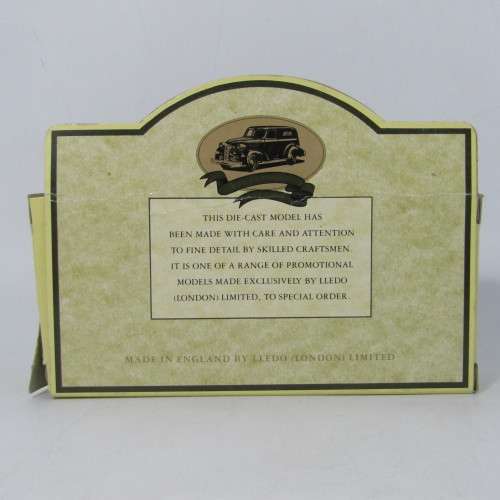 THIS DIE-CAST MODEL HAS
BEEN MADE WITH CARE AND ATTENTION
TO FINE DETAIL BY SKILLED CRAFTSMEN.
IT IS ONE OF A RANGE OF PROMOTIONAL
MODELS MADE EXCLUSIVELY BY LLEDO
(LONDON) LIMITED, TO SPECIAL ORDER.
MADE IN ENGLAND BY LLEDO (LONDON) LIMITED